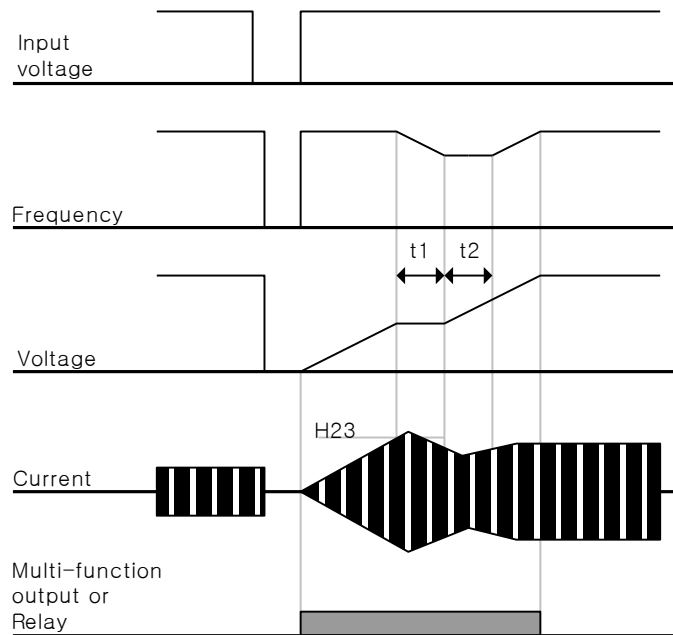 Input
voltage
Frequency
t1
t2
Voltage
H23
Current
Multi-function
output or
Relay